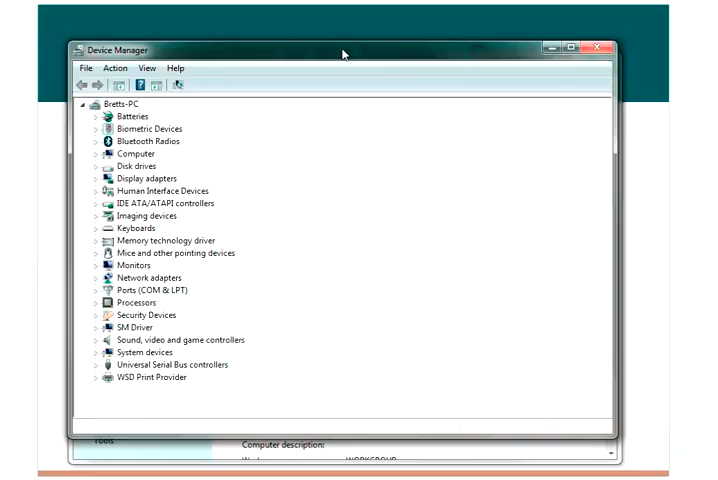 Device Manager
File Action View Help
Bretts-PC
Batteries
Biometric Devices
Bluetooth Radios
Computer
Disk drives
Display adapters
Human Interface Devices
IDE ATA/ATAPI controllers
Imaging devices
Keyboards
Memory technology driver
Mice and other pointing devices
Monitors
Network adapters
Ports (COM & LPT)
Processors
Security Devices
SM Driver
Sound, video and game controllers
System devices
Universal Serial Bus controllers
WSD Print Provider
Tools
Computer description:
WORKGROUP